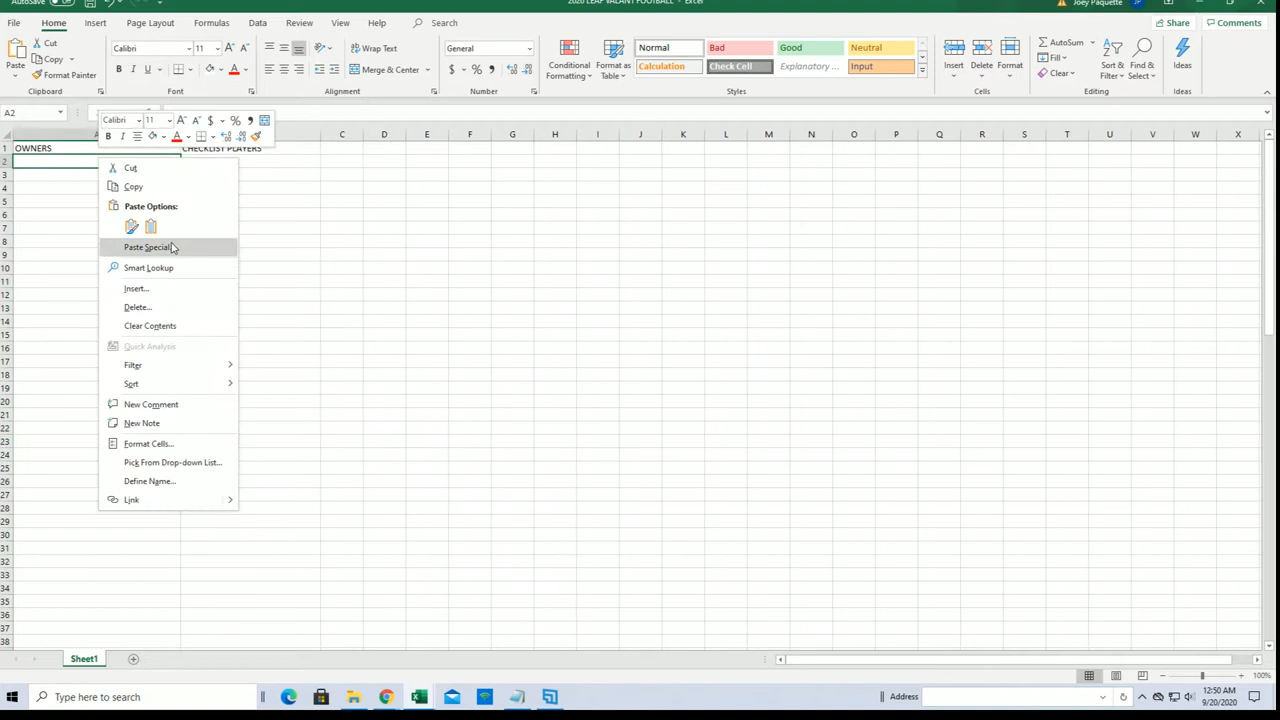 AutoSave Off 2020 LEAF VALIANT FOOTBALL - Excel Joey Paquette JP
File Home Insert Page Layout Formulas Data Review View Help Search Share Comments
Cut Calibri 11 Wrap Text General Normal Bad Good Neutral AutoSum
Copy Fill
Paste Format Painter B I U Merge & Center $ % Conditional Formatting Format as Table Calculation Check Cell Explanatory ... Input Insert Delete Format Clear Sort & Filter Find & Select Ideas
Clipboard Font Alignment Number Styles Cells Editing Ideas
A2
Calibri 11 A A $ % 9
B I A
A C D E F G H I J K L M N O P Q R S T U V W X
1 OWNERS CHECKLIST PLAYERS
2
3 Cut
4 Copy
5
6 Paste Options:
7
8 Paste Special...
9
10 Smart Lookup
11
12 Insert...
13 Delete...
14 Clear Contents
15
16 Quick Analysis
17 Filter
18
19 Sort
20 New Comment
21
22 New Note
23 Format Cells...
24
25 Pick From Drop-down List...
26 Define Name...
27
28 Link
29
30
31
32
33
34
35
36
37
38
Sheet1
100%
Type here to search Address 12:50 AM
9/20/2020